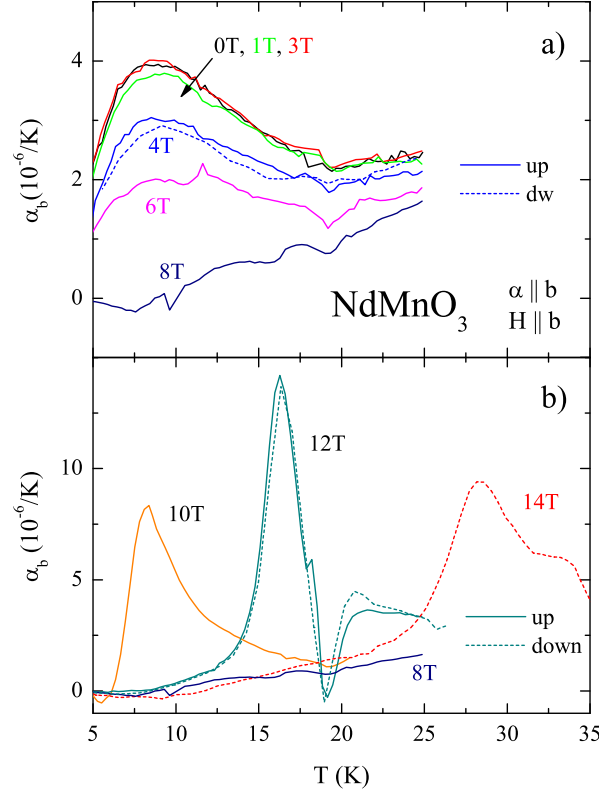 a)
0T, 1T, 3T
4
αb(10⁻⁶/K)
4T
up
dw
2
6T
8T
0
NdMnO₃
α || b
H || b
b)
12T
10
10T
14T
αb (10⁻⁶/K)
5
up
down
8T
0
5 10 15 20 25 30 35
T (K)